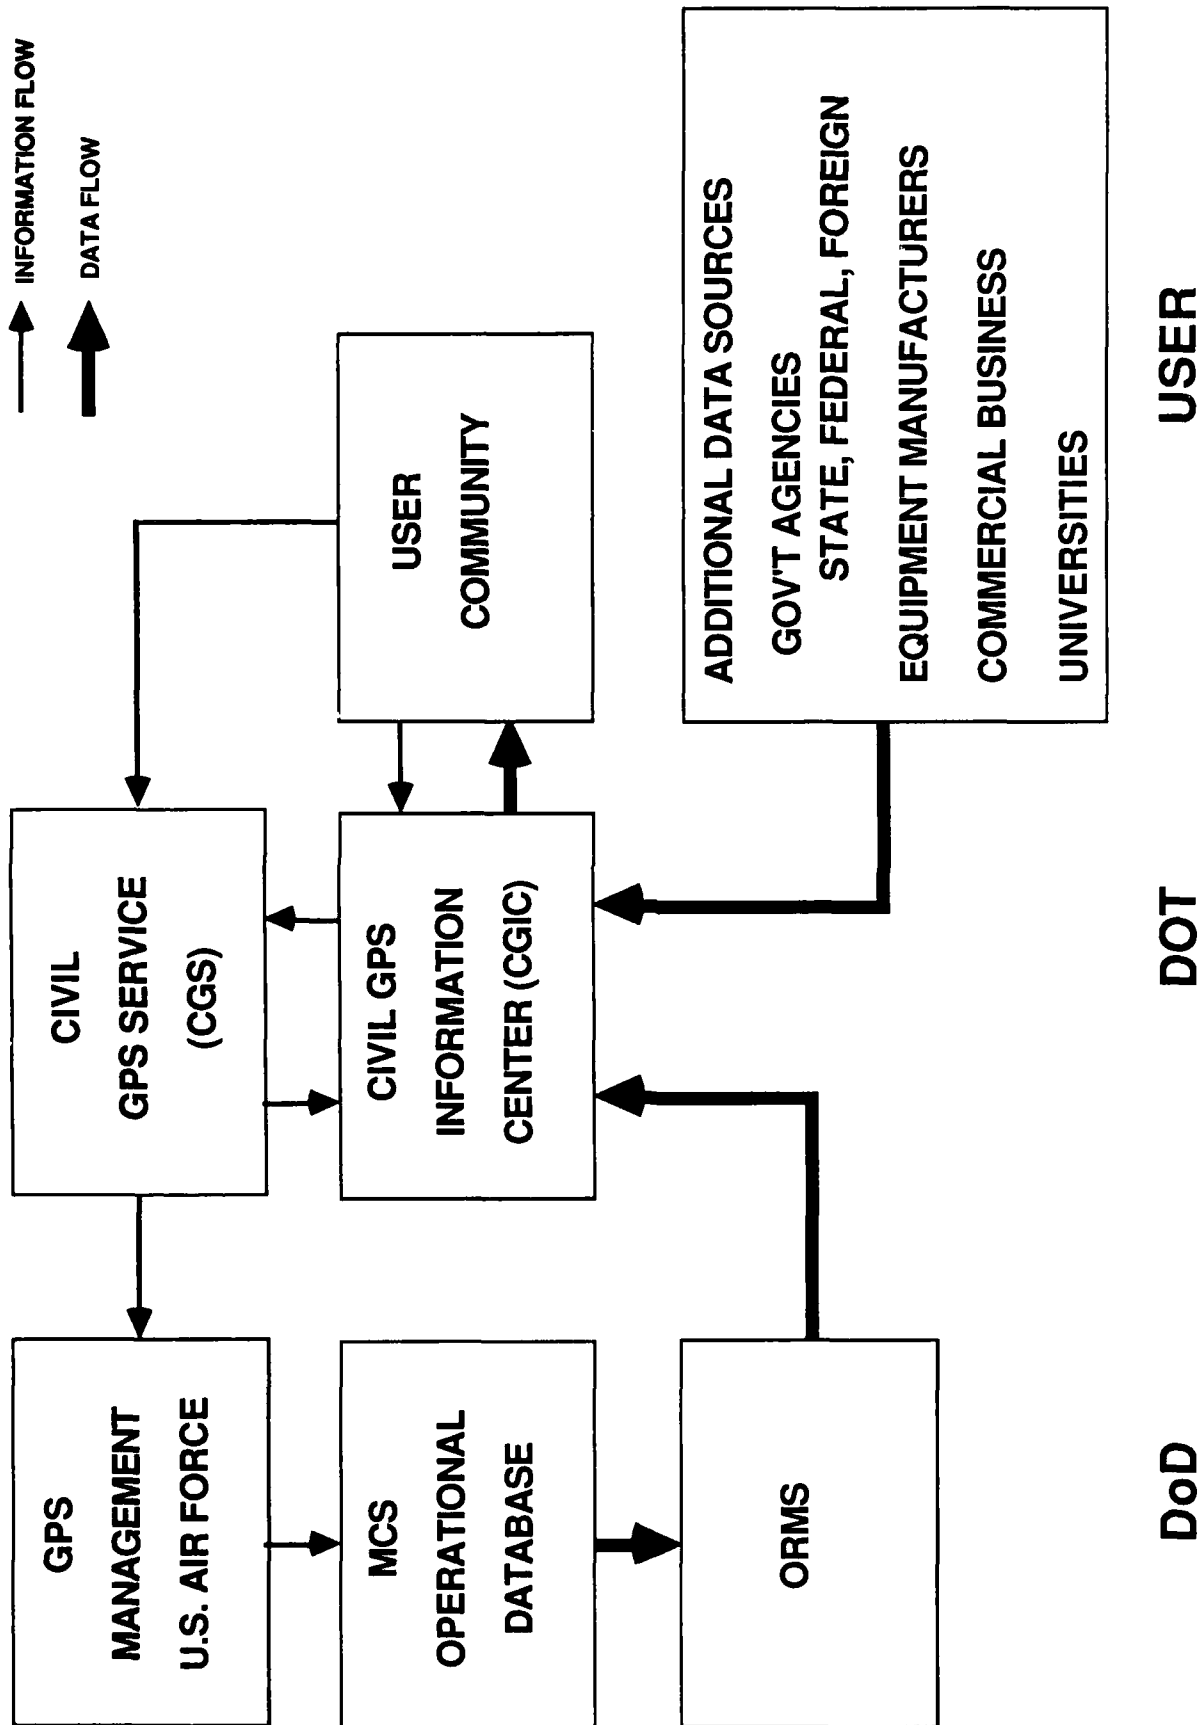 INFORMATION FLOW
DATA FLOW
GPS
MANAGEMENT
U.S. AIR FORCE
CIVIL
GPS SERVICE
(CGS)
MCS
OPERATIONAL
DATABASE
CIVIL GPS
INFORMATION
CENTER (CGIC)
USER
COMMUNITY
ORMS
ADDITIONAL DATA SOURCES
GOV'T AGENCIES
STATE, FEDERAL, FOREIGN
EQUIPMENT MANUFACTURERS
COMMERCIAL BUSINESS
UNIVERSITIES
DoD
DOT
USER